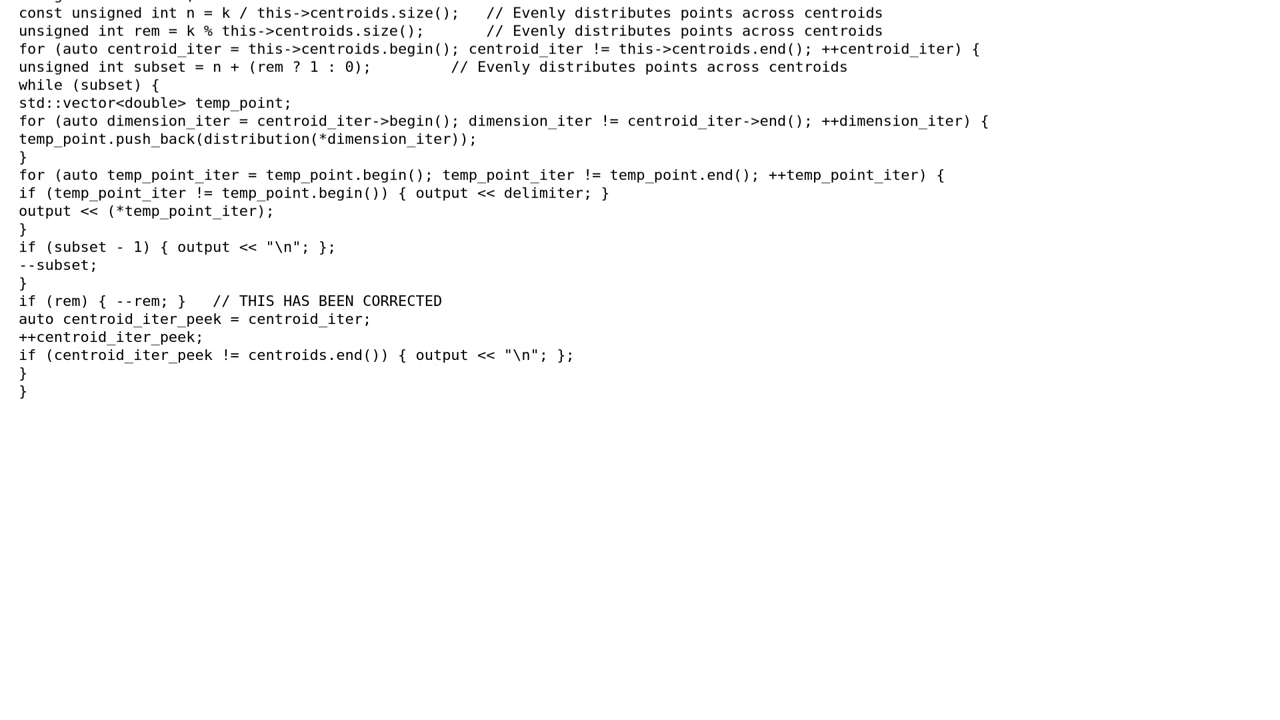 const unsigned int n = k / this->centroids.size();   // Evenly distributes points across centroids
unsigned int rem = k % this->centroids.size();       // Evenly distributes points across centroids
for (auto centroid_iter = this->centroids.begin(); centroid_iter != this->centroids.end(); ++centroid_iter) {
unsigned int subset = n + (rem ? 1 : 0);         // Evenly distributes points across centroids
while (subset) {
std::vector<double> temp_point;
for (auto dimension_iter = centroid_iter->begin(); dimension_iter != centroid_iter->end(); ++dimension_iter) {
temp_point.push_back(distribution(*dimension_iter));
}
for (auto temp_point_iter = temp_point.begin(); temp_point_iter != temp_point.end(); ++temp_point_iter) {
if (temp_point_iter != temp_point.begin()) { output << delimiter; }
output << (*temp_point_iter);
}
if (subset - 1) { output << "\n"; };
--subset;
}
if (rem) { --rem; }   // THIS HAS BEEN CORRECTED
auto centroid_iter_peek = centroid_iter;
++centroid_iter_peek;
if (centroid_iter_peek != centroids.end()) { output << "\n"; };
}
}